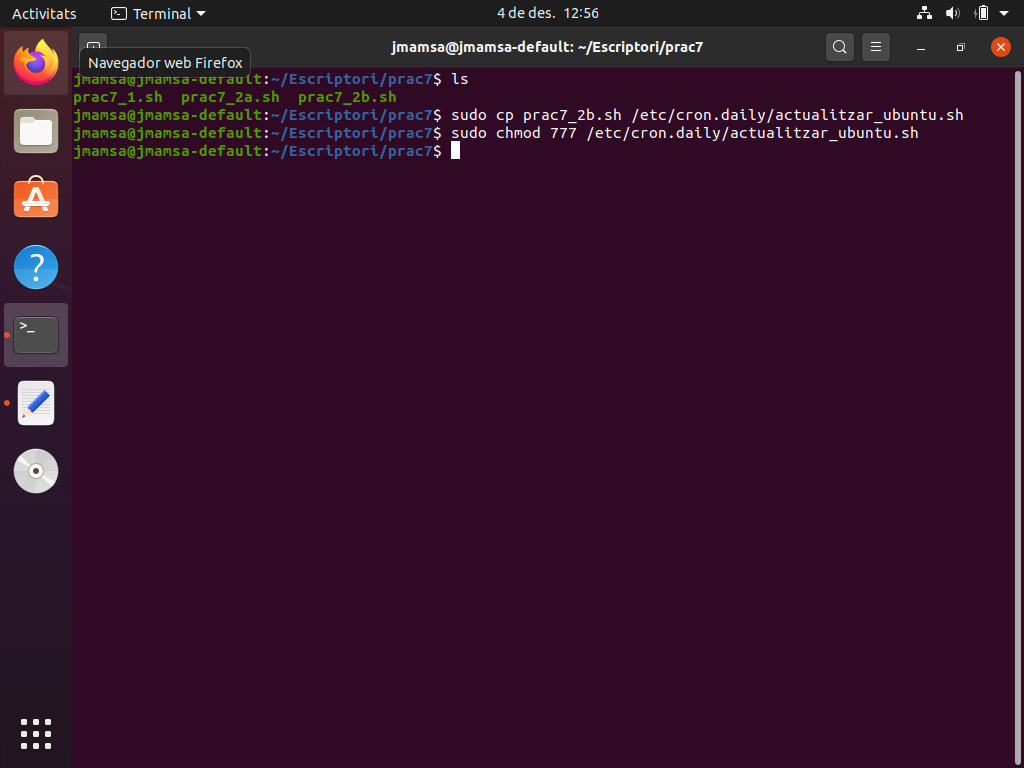 Activitats Terminal 4 de des. 12:56
jmamsa@jmamsa-default: ~/Escriptori/prac7
Navegador web Firefox
jmamsa@jmamsa-default:~/Escriptori/prac7$ ls
prac7_1.sh prac7_2a.sh prac7_2b.sh
jmamsa@jmamsa-default:~/Escriptori/prac7$ sudo cp prac7_2b.sh /etc/cron.daily/actualitzar_ubuntu.sh
jmamsa@jmamsa-default:~/Escriptori/prac7$ sudo chmod 777 /etc/cron.daily/actualitzar_ubuntu.sh
jmamsa@jmamsa-default:~/Escriptori/prac7$